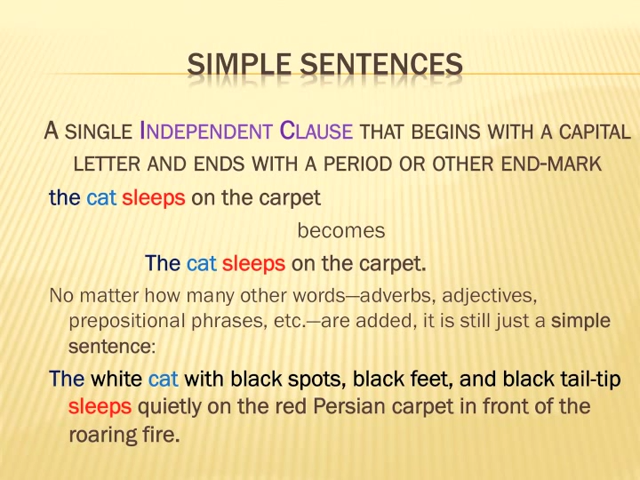 SIMPLE SENTENCES
A SINGLE INDEPENDENT CLAUSE THAT BEGINS WITH A CAPITAL
LETTER AND ENDS WITH A PERIOD OR OTHER END-MARK
the cat sleeps on the carpet
becomes
The cat sleeps on the carpet.
No matter how many other words—adverbs, adjectives,
prepositional phrases, etc.—are added, it is still just a simple
sentence:
The white cat with black spots, black feet, and black tail-tip
sleeps quietly on the red Persian carpet in front of the
roaring fire.